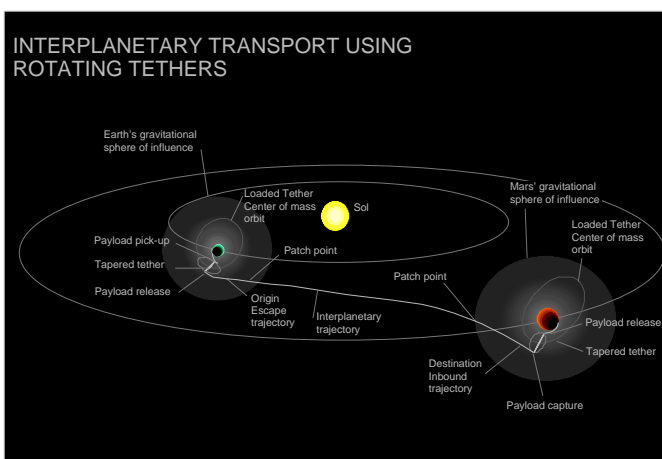 INTERPLANETARY TRANSPORT USING
ROTATING TETHERS
Earth's gravitational
sphere of influence
Loaded Tether
Center of mass
orbit
Sol
Mars' gravitational
sphere of influence
Loaded Tether
Center of mass
orbit
Payload pick-up
Tapered tether
Payload release
Patch point
Origin
Escape
trajectory
Interplanetary
trajectory
Patch point
Payload release
Tapered tether
Destination
Inbound
trajectory
Payload capture